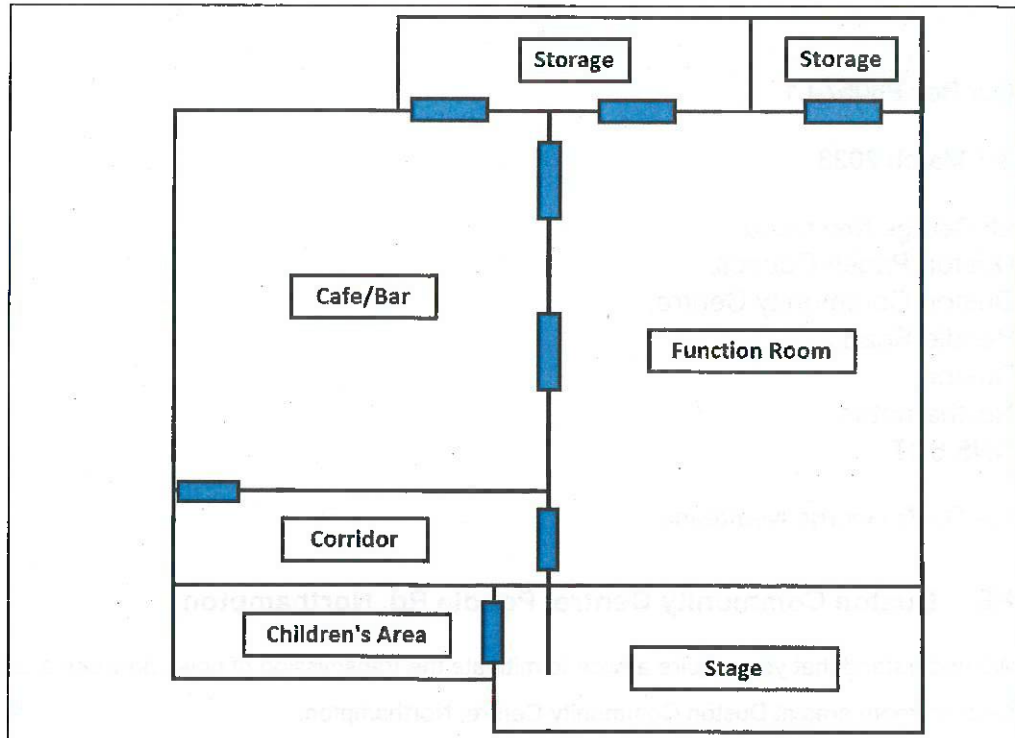 Storage
Storage
Cafe/Bar
Function Room
Corridor
Children's Area
Stage